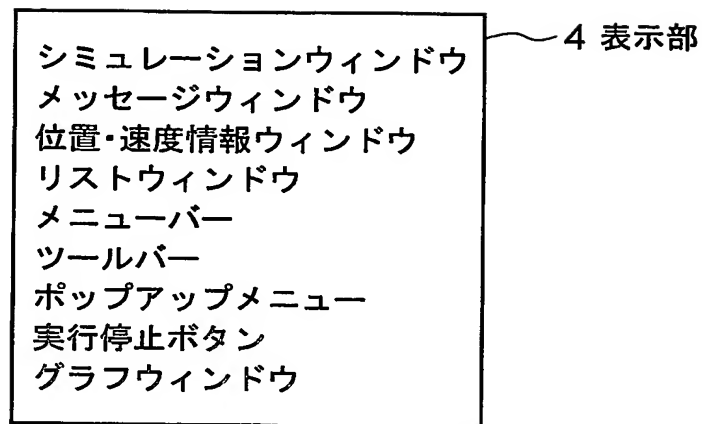 シミュレーションウィンドウ
メッセージウィンドウ
位置・速度情報ウィンドウ
リストウィンドウ
メニューバー
ツールバー
ポップアップメニュー
実行停止ボタン
グラフウィンドウ
4 表示部